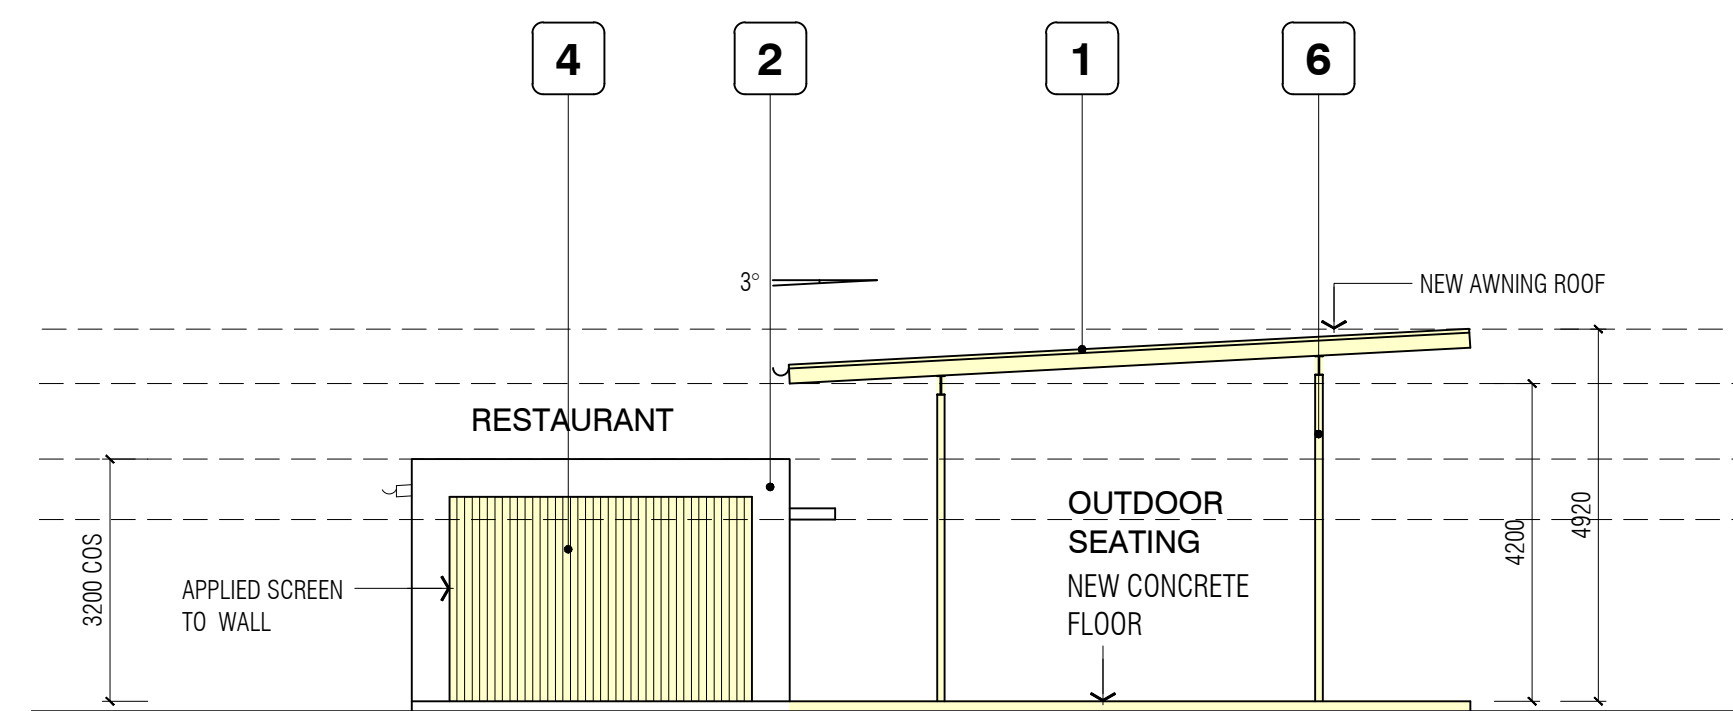 4
2
1
6
3°
NEW AWNING ROOF
RESTAURANT
OUTDOOR
SEATING
NEW CONCRETE
FLOOR
APPLIED SCREEN
TO WALL
3200 COS
4200
4920